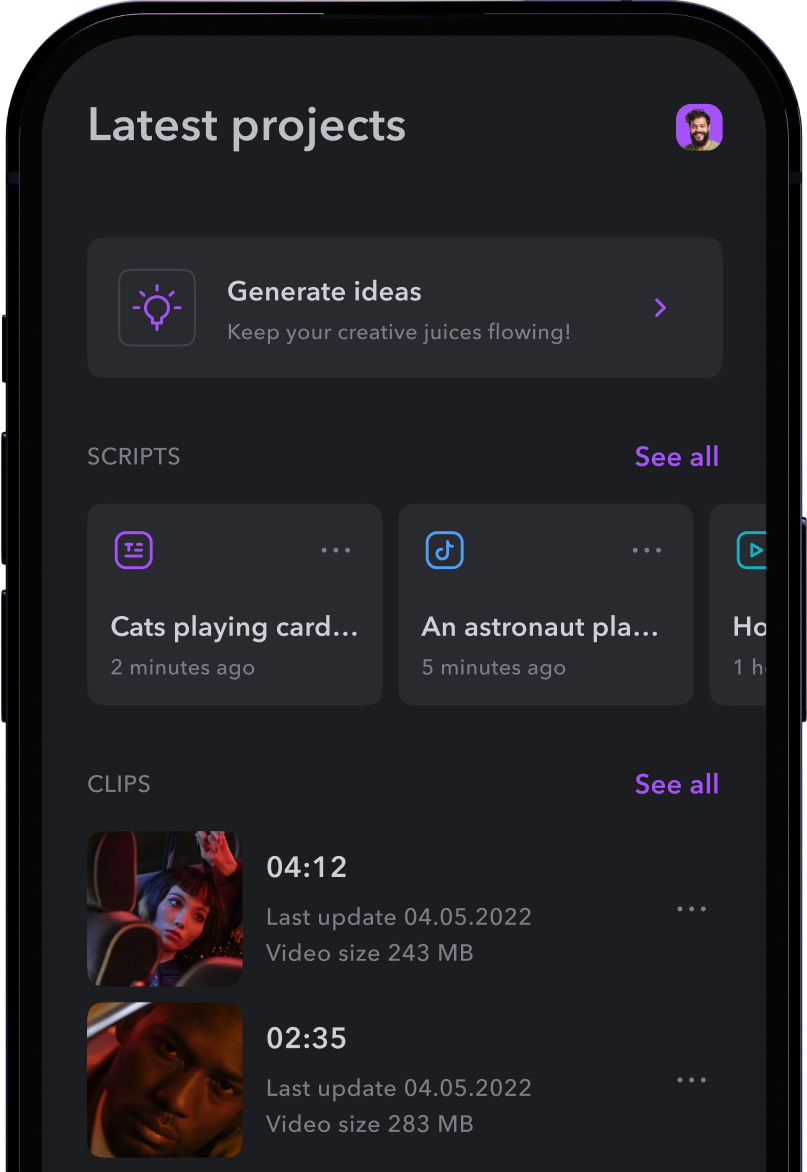 Latest projects
Generate ideas
Keep your creative juices flowing!
SCRIPTS
See all
Cats playing card...
2 minutes ago
An astronaut pla...
5 minutes ago
Ho
1 h
CLIPS
See all
04:12
Last update 04.05.2022
Video size 243 MB
02:35
Last update 04.05.2022
Video size 283 MB